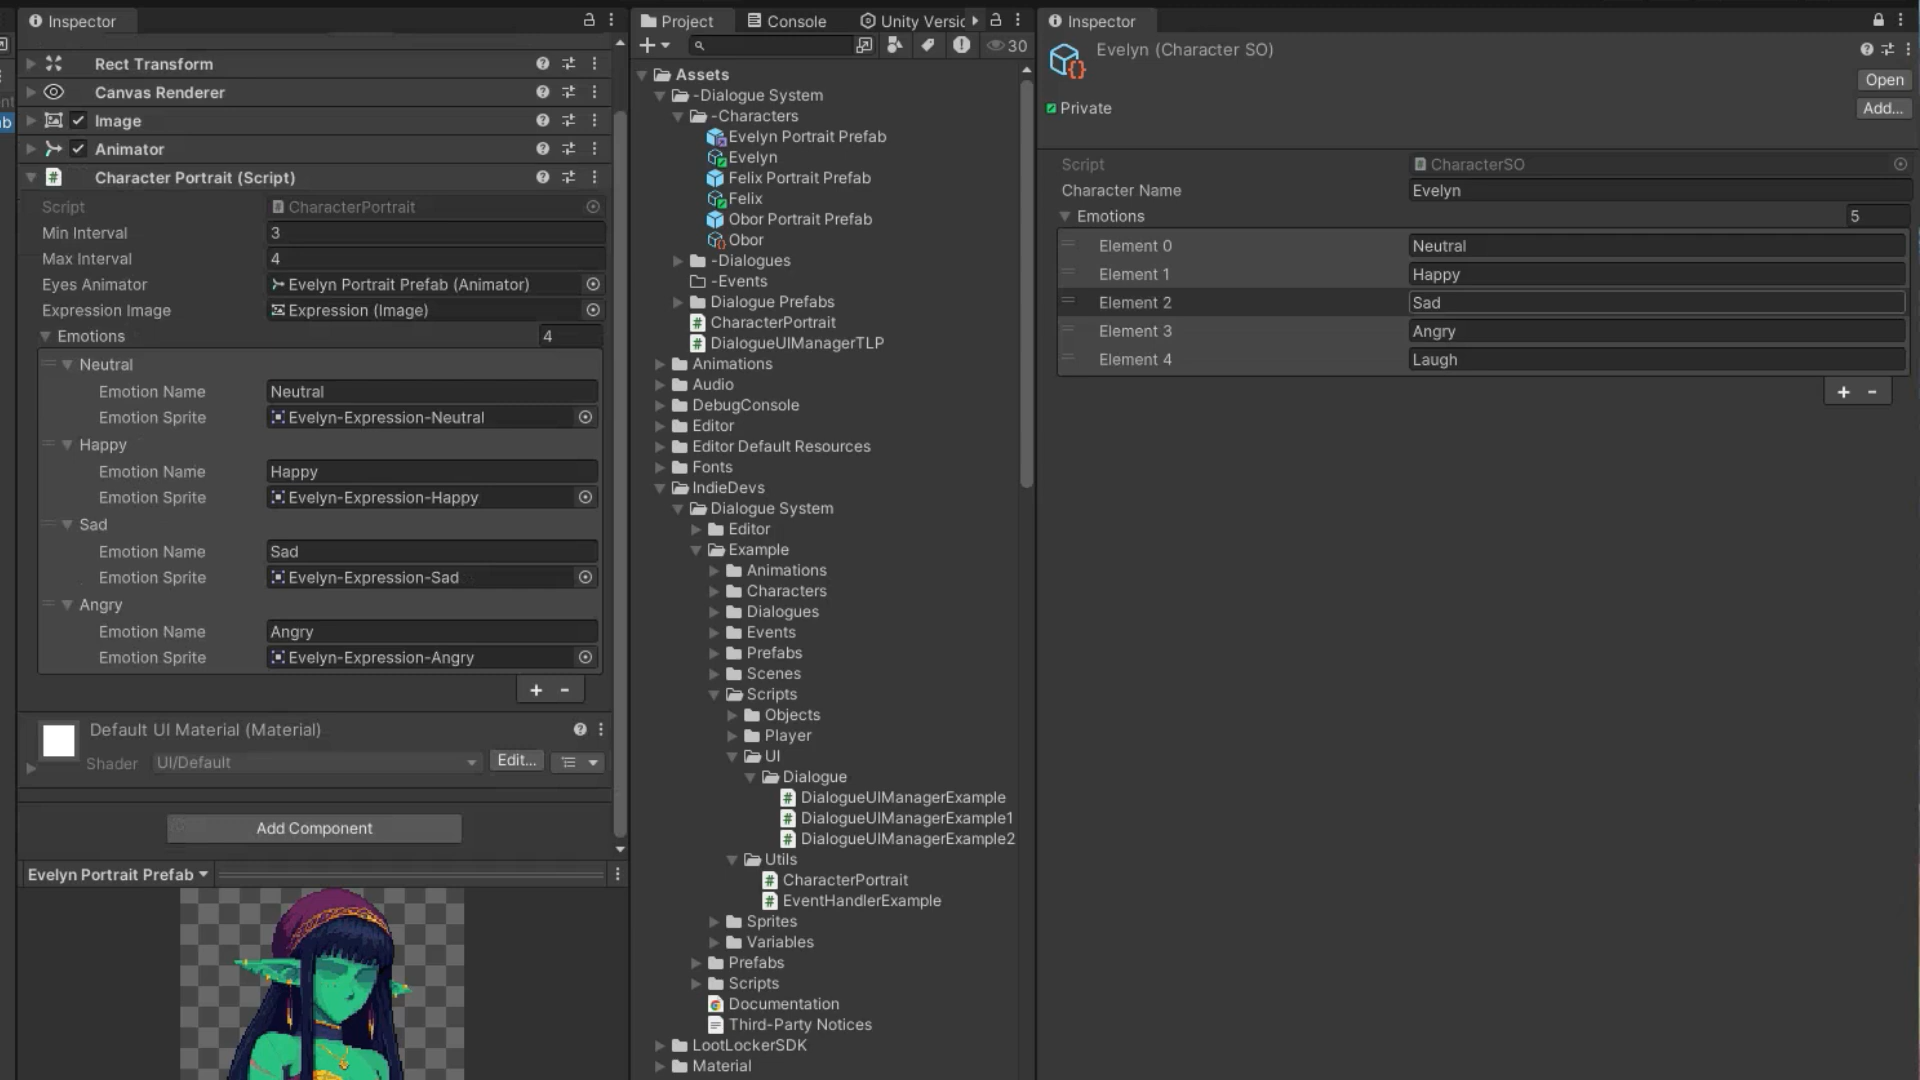 Inspector
Rect Transform
Canvas Renderer
Image
Animator
Character Portrait (Script)
Script CharacterPortrait
Min Interval 3
Max Interval 4
Eyes Animator Evelyn Portrait Prefab (Animator)
Expression Image Expression (Image)
Emotions 4
Neutral
Emotion Name Neutral
Emotion Sprite Evelyn-Expression-Neutral
Happy
Emotion Name Happy
Emotion Sprite Evelyn-Expression-Happy
Sad
Emotion Name Sad
Emotion Sprite Evelyn-Expression-Sad
Angry
Emotion Name Angry
Emotion Sprite Evelyn-Expression-Angry
+ -
Default UI Material (Material)
Shader UI/Default Edit...
Add Component
Evelyn Portrait Prefab
Project Console Unity Versic
30
Assets
-Dialogue System
-Characters
Evelyn Portrait Prefab
Evelyn
Felix Portrait Prefab
Felix
Obor Portrait Prefab
Obor
-Dialogues
-Events
Dialogue Prefabs
CharacterPortrait
DialogueUIManagerTLP
Animations
Audio
DebugConsole
Editor
Editor Default Resources
Fonts
IndieDevs
Dialogue System
Editor
Example
Animations
Characters
Dialogues
Events
Prefabs
Scenes
Scripts
Objects
Player
UI
Dialogue
DialogueUIManagerExample
DialogueUIManagerExample1
DialogueUIManagerExample2
Utils
CharacterPortrait
EventHandlerExample
Sprites
Variables
Prefabs
Scripts
Documentation
Third-Party Notices
LootLockerSDK
Material
Inspector
Evelyn (Character SO)
Open
Private Add...
Script CharacterSO
Character Name Evelyn
Emotions 5
Element 0 Neutral
Element 1 Happy
Element 2 Sad
Element 3 Angry
Element 4 Laugh
+ -